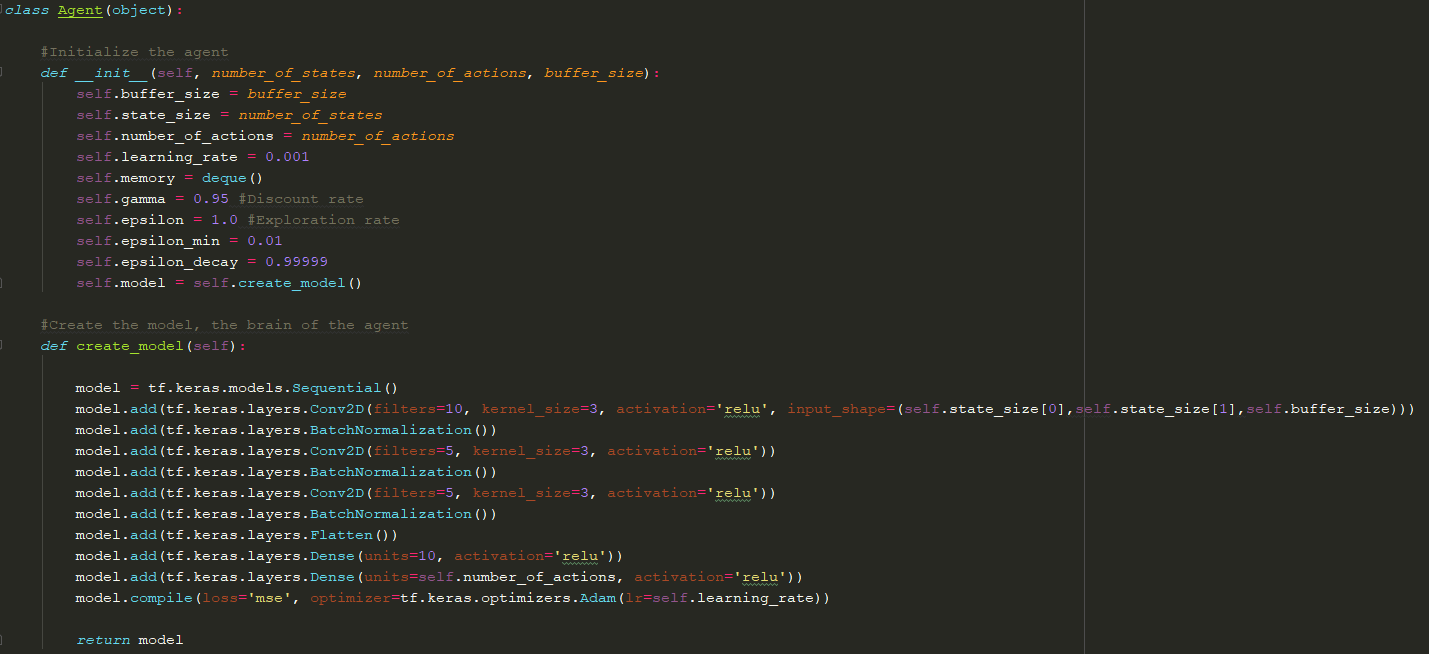 class Agent(object):
#Initialize the agent
def __init__(self, number_of_states, number_of_actions, buffer_size):
self.buffer_size = buffer_size
self.state_size = number_of_states
self.number_of_actions = number_of_actions
self.learning_rate = 0.001
self.memory = deque()
self.gamma = 0.95 #Discount rate
self.epsilon = 1.0 #Exploration rate
self.epsilon_min = 0.01
self.epsilon_decay = 0.99999
self.model = self.create_model()
#Create the model, the brain of the agent
def create_model(self):
model = tf.keras.models.Sequential()
model.add(tf.keras.layers.Conv2D(filters=10, kernel_size=3, activation='relu', input_shape=(self.state_size[0],self.state_size[1],self.buffer_size)))
model.add(tf.keras.layers.BatchNormalization())
model.add(tf.keras.layers.Conv2D(filters=5, kernel_size=3, activation='relu'))
model.add(tf.keras.layers.BatchNormalization())
model.add(tf.keras.layers.Conv2D(filters=5, kernel_size=3, activation='relu'))
model.add(tf.keras.layers.BatchNormalization())
model.add(tf.keras.layers.Flatten())
model.add(tf.keras.layers.Dense(units=10, activation='relu'))
model.add(tf.keras.layers.Dense(units=self.number_of_actions, activation='relu'))
model.compile(loss='mse', optimizer=tf.keras.optimizers.Adam(lr=self.learning_rate))
return model